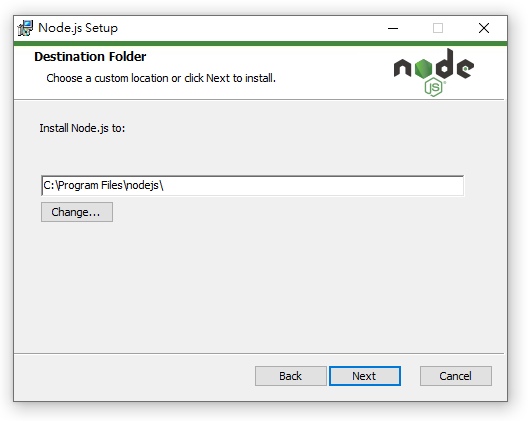 Node.js Setup
Destination Folder
Choose a custom location or click Next to install.
node
JS
Install Node.js to:
C:\Program Files\nodejs\
Change...
Back
Next
Cancel